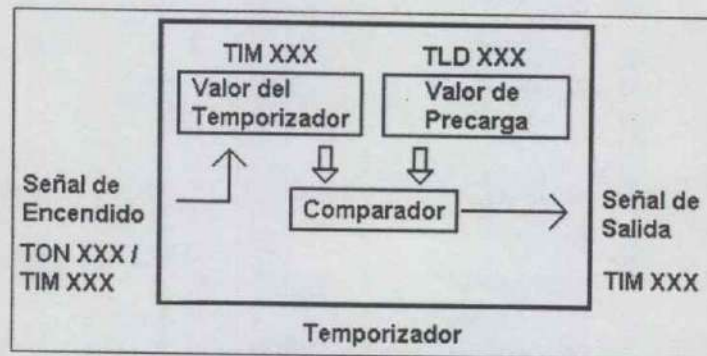 TIM XXX
TLD XXX
Valor del
Temporizador
Valor de
Precarga
Señal de
Encendido
TON XXX /
TIM XXX
Comparador
Señal de
Salida
TIM XXX
Temporizador